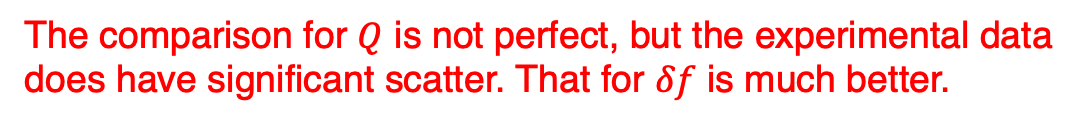 The comparison for 𝑄 is not perfect, but the experimental data
does have significant scatter. That for 𝛿𝑓 is much better.